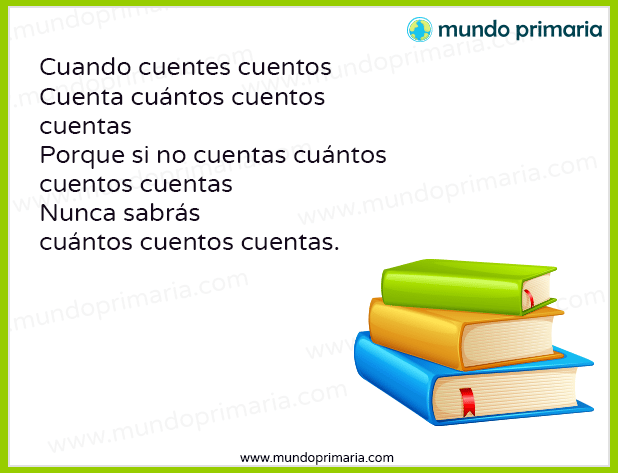 mundo primaria
Cuando cuentes cuentos
Cuenta cuántos cuentos
cuentas
Porque si no cuentas cuántos
cuentos cuentas
Nunca sabrás
cuántos cuentos cuentas.
www.mundoprimaria.com